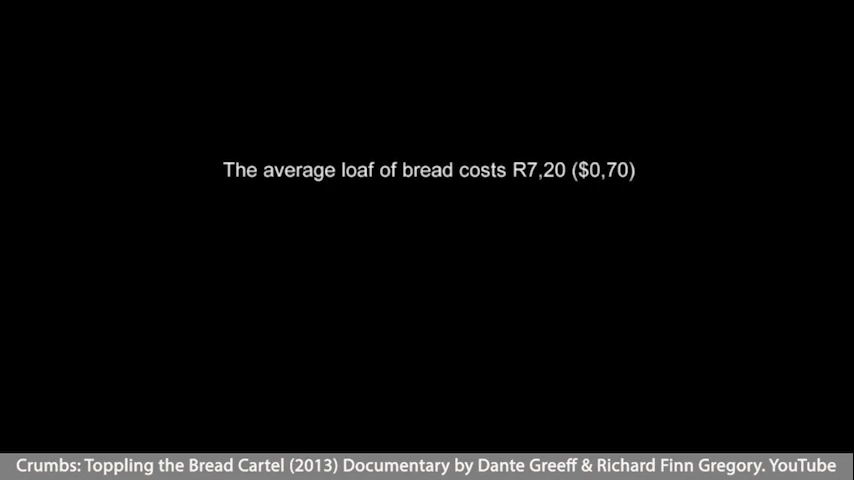 The average loaf of bread costs R7,20 ($0,70)
Crumbs: Toppling the Bread Cartel (2013) Documentary by Dante Greeff & Richard Finn Gregory. YouTube